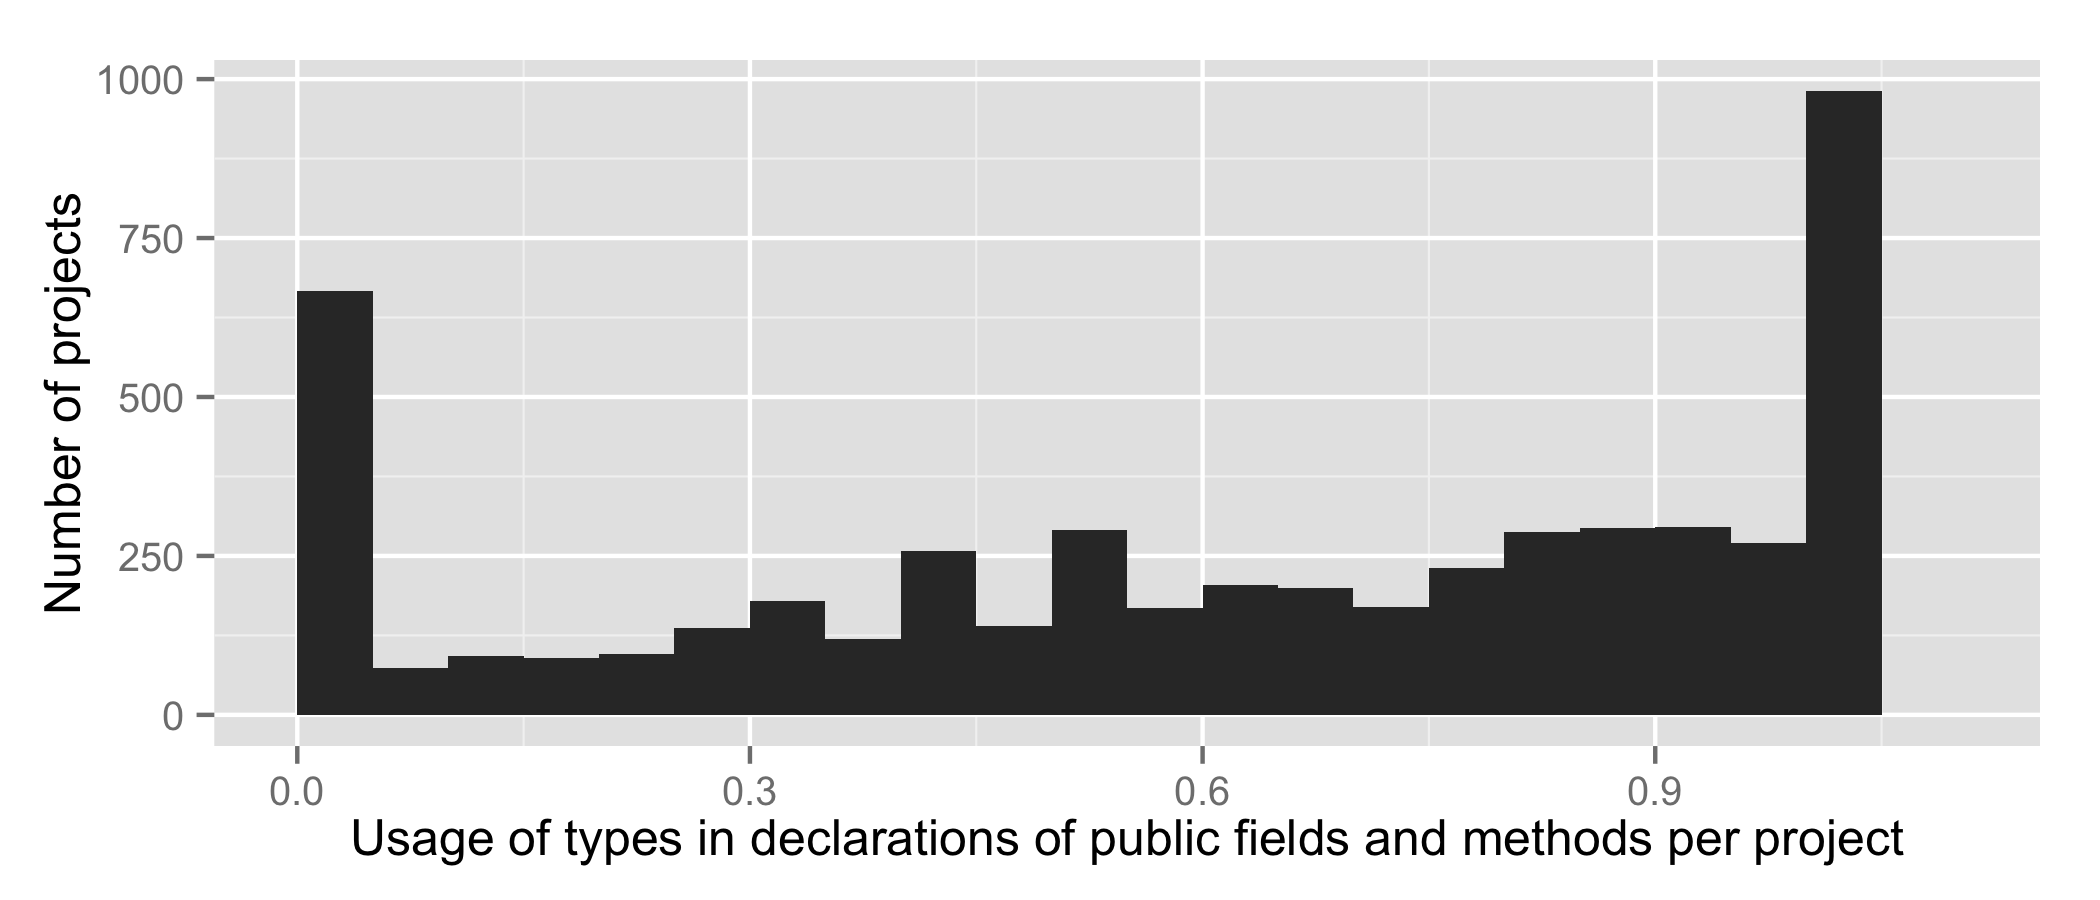 1000
750
500
250
0
Number of projects
0.0 0.3 0.6 0.9
Usage of types in declarations of public fields and methods per project